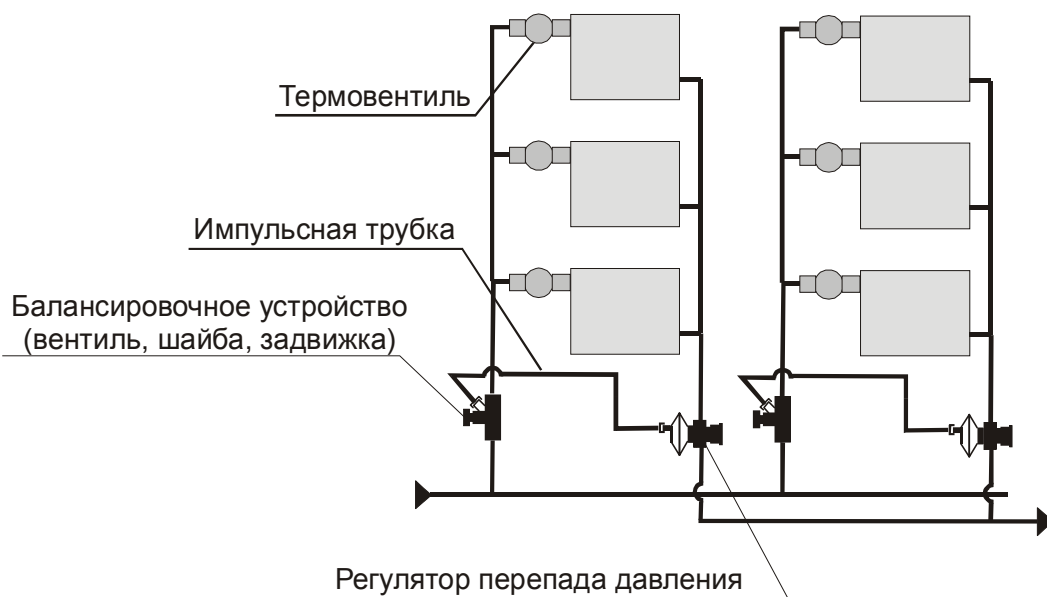 Термовентиль
Импульсная трубка
Балансировочное устройство
(вентиль, шайба, задвижка)
Регулятор перепада давления